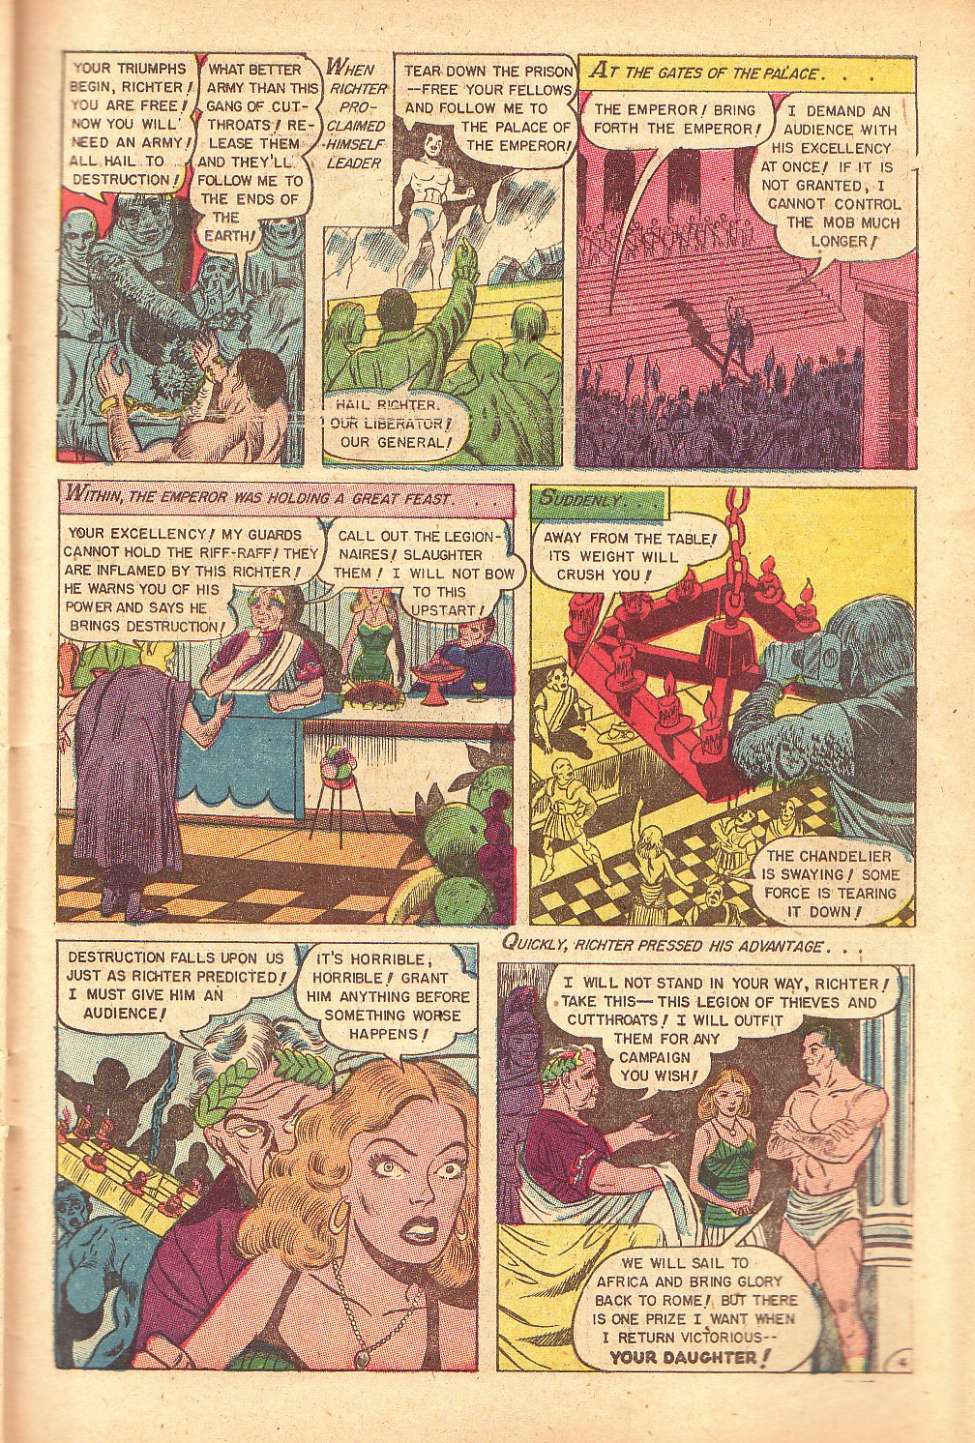 YOUR TRIUMPHS
BEGIN, RICHTER!
YOU ARE FREE!
NOW YOU WILL
NEED AN ARMY!
ALL HAIL TO
DESTRUCTION!
WHAT BETTER
ARMY THAN THIS
GANG OF CUT-
THROATS! RE-
LEASE THEM
AND THEY'LL
FOLLOW ME TO
THE ENDS OF
THE
EARTH!
WHEN
RICHTER
PRO-
CLAIMED
HIMSELF
LEADER
TEAR DOWN THE PRISON
--FREE YOUR FELLOWS
AND FOLLOW ME TO
THE PALACE OF
THE EMPEROR!
HAIL RICHTER.
OUR LIBERATOR!
OUR GENERAL!
AT THE GATES OF THE PALACE. . .
THE EMPEROR! BRING
FORTH THE EMPEROR!
I DEMAND AN
AUDIENCE WITH
HIS EXCELLENCY
AT ONCE! IF IT IS
NOT GRANTED, I
CANNOT CONTROL
THE MOB MUCH
LONGER!
WITHIN, THE EMPEROR WAS HOLDING A GREAT FEAST. . . .
YOUR EXCELLENCY! MY GUARDS
CANNOT HOLD THE RIFF-RAFF! THEY
ARE INFLAMED BY THIS RICHTER!
HE WARNS YOU OF HIS
POWER AND SAYS HE
BRINGS DESTRUCTION!
CALL OUT THE LEGION-
NAIRES! SLAUGHTER
THEM! I WILL NOT BOW
TO THIS
UPSTART!
SUDDENLY. . . .
AWAY FROM THE TABLE!
ITS WEIGHT WILL
CRUSH YOU!
THE CHANDELIER
IS SWAYING! SOME
FORCE IS TEARING
IT DOWN!
DESTRUCTION FALLS UPON US
JUST AS RICHTER PREDICTED!
I MUST GIVE HIM AN
AUDIENCE!
IT'S HORRIBLE,
HORRIBLE! GRANT
HIM ANYTHING BEFORE
SOMETHING WORSE
HAPPENS!
QUICKLY, RICHTER PRESSED HIS ADVANTAGE. . .
I WILL NOT STAND IN YOUR WAY, RICHTER!
TAKE THIS--THIS LEGION OF THIEVES AND
CUTTHROATS! I WILL OUTFIT
THEM FOR ANY
CAMPAIGN
YOU WISH!
WE WILL SAIL TO
AFRICA AND BRING GLORY
BACK TO ROME! BUT THERE
IS ONE PRIZE I WANT WHEN
I RETURN VICTORIOUS--
YOUR DAUGHTER!
4